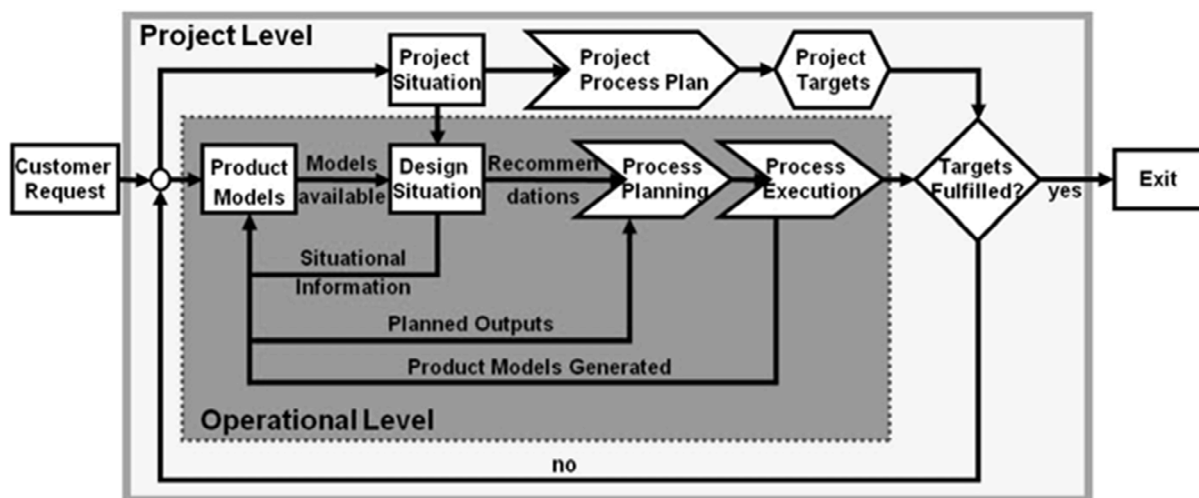 Project Level
Project
Situation
Project
Process Plan
Project
Targets
Customer
Request
Product
Models
Models
available
Design
Situation
Recommen
dations
Process
Planning
Process
Execution
Targets
Fulfilled?
yes
Exit
Situational
Information
Planned Outputs
Product Models Generated
Operational Level
no